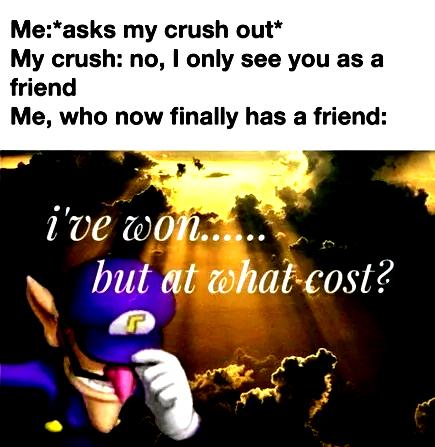 Me:*asks my crush out*
My crush: no, I only see you as a
friend
Me, who now finally has a friend:
i've won......
but at what cost?